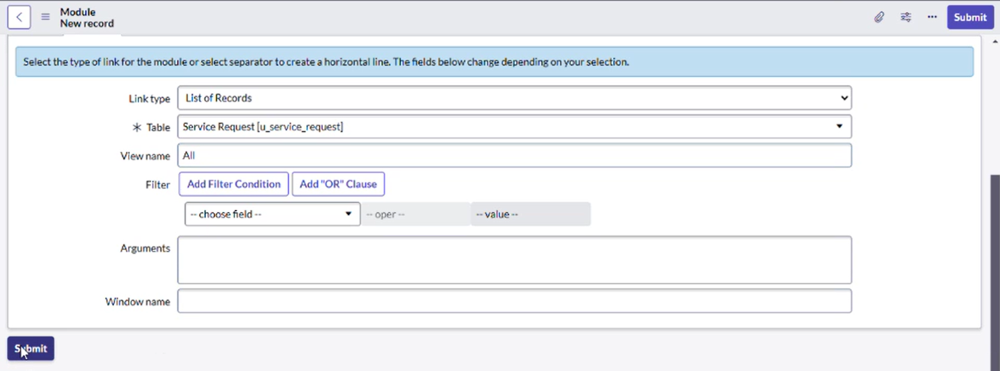 Module
New record
Submit
Select the type of link for the module or select separator to create a horizontal line. The fields below change depending on your selection.
Link type List of Records
* Table Service Request [u_service_request]
View name All
Filter Add Filter Condition Add "OR" Clause
-- choose field -- -- oper -- -- value --
Arguments
Window name
Submit